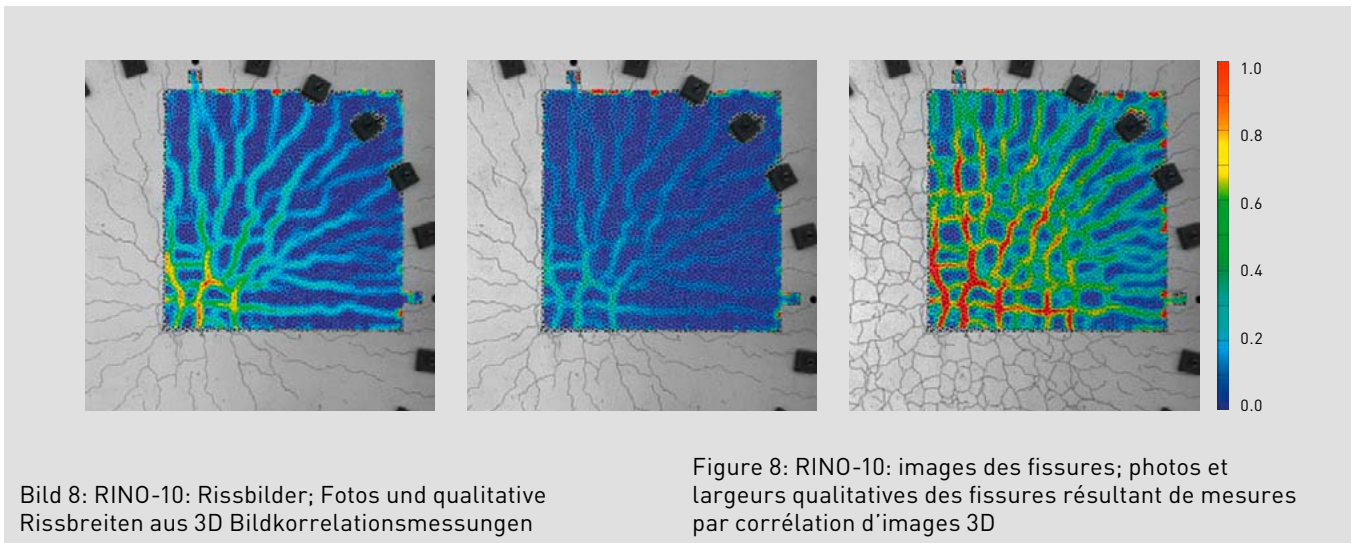 1.0
0.8
0.6
0.4
0.2
0.0
Bild 8: RINO-10: Rissbilder; Fotos und qualitative
Rissbreiten aus 3D Bildkorrelationsmessungen
Figure 8: RINO-10: images des fissures; photos et
largeurs qualitatives des fissures résultant de mesures
par corrélation d'images 3D